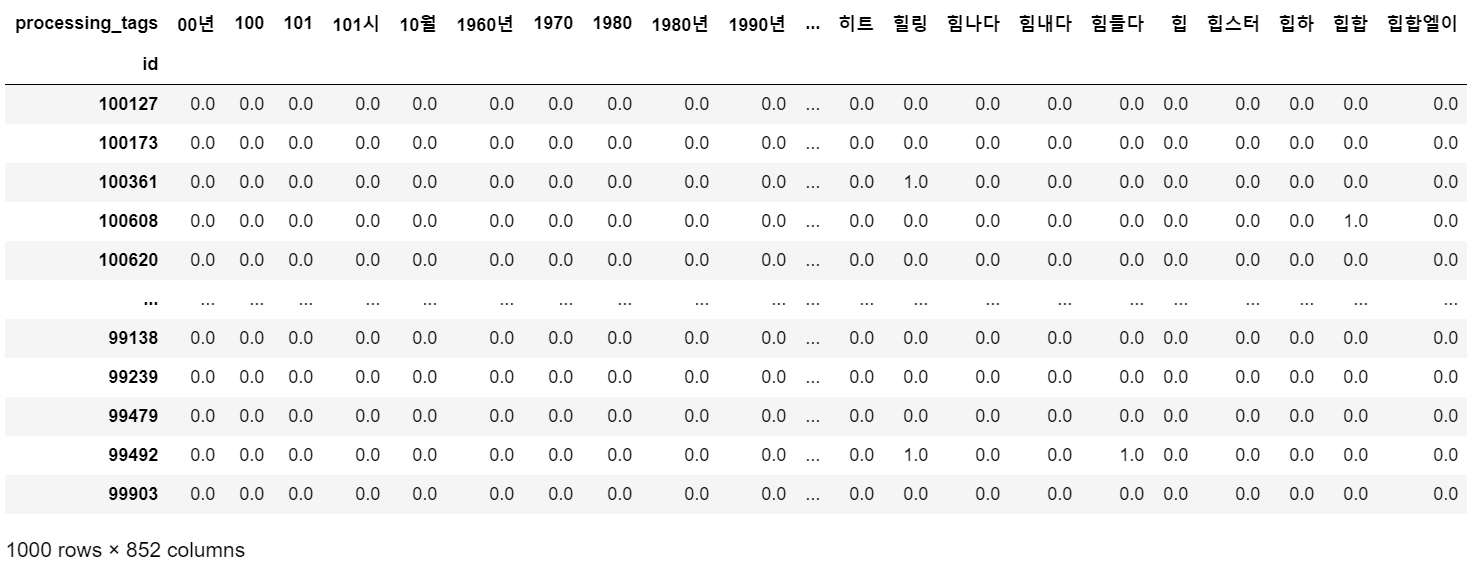 processing_tags 00년 100 101 101시 10월 1960년 1970 1980 1980년 1990년 ... 히트 힐링 힘나다 힘내다 힘들다 힙 힙스터 힙하 힙합 힙합엘이
id
100127 0.0 0.0 0.0 0.0 0.0 0.0 0.0 0.0 0.0 0.0 ... 0.0 0.0 0.0 0.0 0.0 0.0 0.0 0.0 0.0 0.0
100173 0.0 0.0 0.0 0.0 0.0 0.0 0.0 0.0 0.0 0.0 ... 0.0 0.0 0.0 0.0 0.0 0.0 0.0 0.0 0.0 0.0
100361 0.0 0.0 0.0 0.0 0.0 0.0 0.0 0.0 0.0 0.0 ... 0.0 1.0 0.0 0.0 0.0 0.0 0.0 0.0 0.0 0.0
100608 0.0 0.0 0.0 0.0 0.0 0.0 0.0 0.0 0.0 0.0 ... 0.0 0.0 0.0 0.0 0.0 0.0 0.0 0.0 1.0 0.0
100620 0.0 0.0 0.0 0.0 0.0 0.0 0.0 0.0 0.0 0.0 ... 0.0 0.0 0.0 0.0 0.0 0.0 0.0 0.0 0.0 0.0
... ... ... ... ... ... ... ... ... ... ... ... ... ... ... ... ... ... ... ... ... ...
99138 0.0 0.0 0.0 0.0 0.0 0.0 0.0 0.0 0.0 0.0 ... 0.0 0.0 0.0 0.0 0.0 0.0 0.0 0.0 0.0 0.0
99239 0.0 0.0 0.0 0.0 0.0 0.0 0.0 0.0 0.0 0.0 ... 0.0 0.0 0.0 0.0 0.0 0.0 0.0 0.0 0.0 0.0
99479 0.0 0.0 0.0 0.0 0.0 0.0 0.0 0.0 0.0 0.0 ... 0.0 0.0 0.0 0.0 0.0 0.0 0.0 0.0 0.0 0.0
99492 0.0 0.0 0.0 0.0 0.0 0.0 0.0 0.0 0.0 0.0 ... 0.0 1.0 0.0 0.0 1.0 0.0 0.0 0.0 0.0 0.0
99903 0.0 0.0 0.0 0.0 0.0 0.0 0.0 0.0 0.0 0.0 ... 0.0 0.0 0.0 0.0 0.0 0.0 0.0 0.0 0.0 0.0
1000 rows × 852 columns